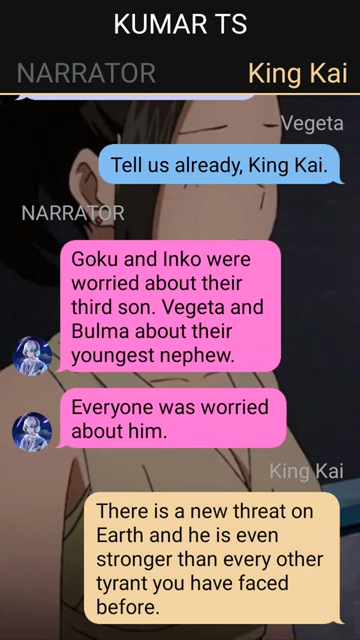 KUMAR TS
NARRATOR
King Kai
Vegeta
Tell us already, King Kai.
NARRATOR
Goku and Inko were
worried about their
third son. Vegeta and
Bulma about their
youngest nephew.
Everyone was worried
about him.
King Kai
There is a new threat on
Earth and he is even
stronger than every other
tyrant you have faced
before.